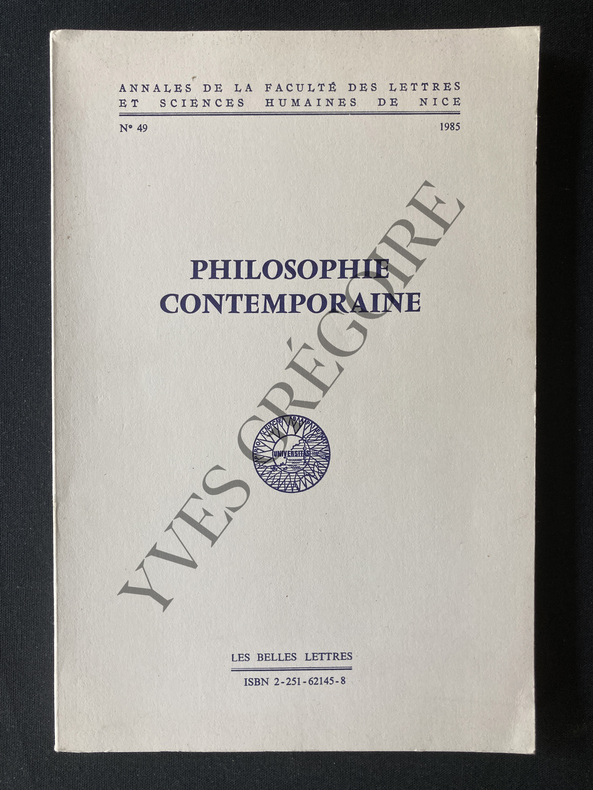 ANNALES DE LA FACULTÉ DES LETTRES
ET SCIENCES HUMAINES DE NICE
Nº 49 1985
PHILOSOPHIE
CONTEMPORAINE
YVES GRÉGOIRE
LES BELLES LETTRES
ISBN 2-251-62145-8